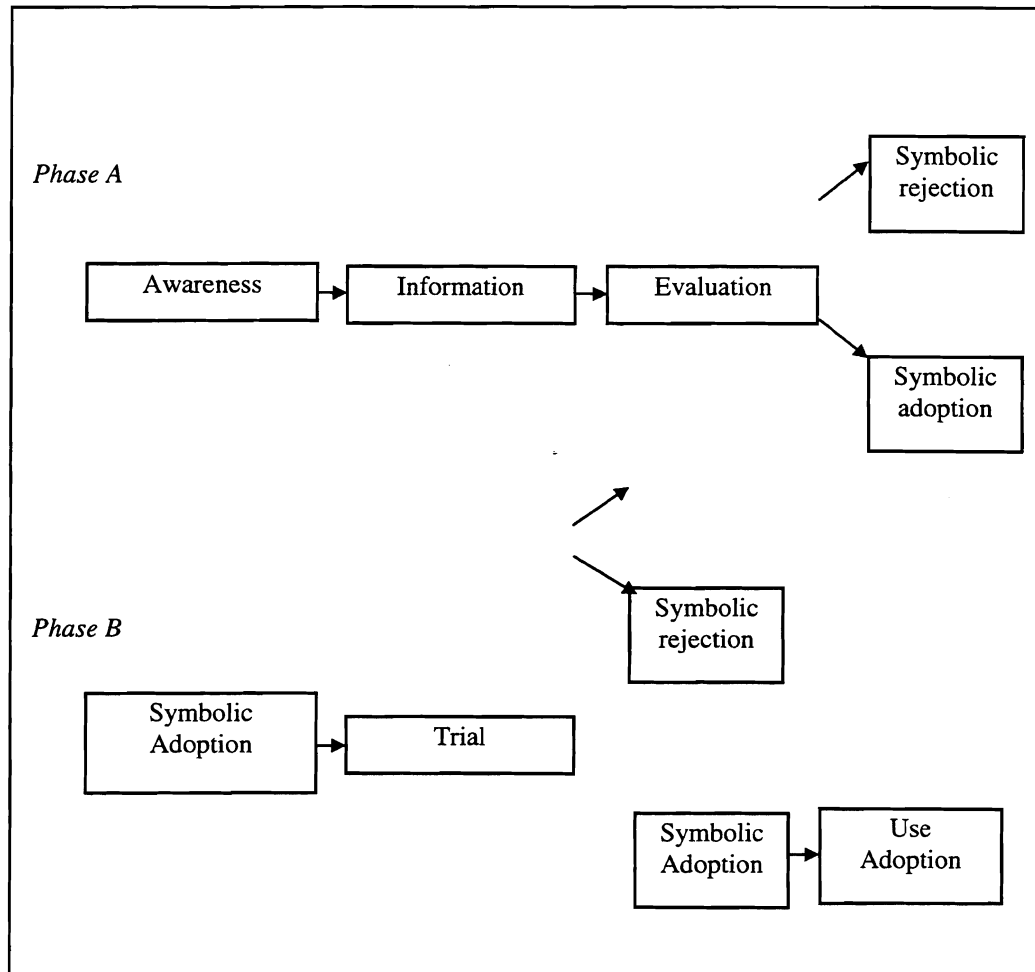 Phase A
Symbolic
rejection
Awareness
Information
Evaluation
Symbolic
adoption
Phase B
Symbolic
rejection
Symbolic
Adoption
Trial
Symbolic
Adoption
Use
Adoption